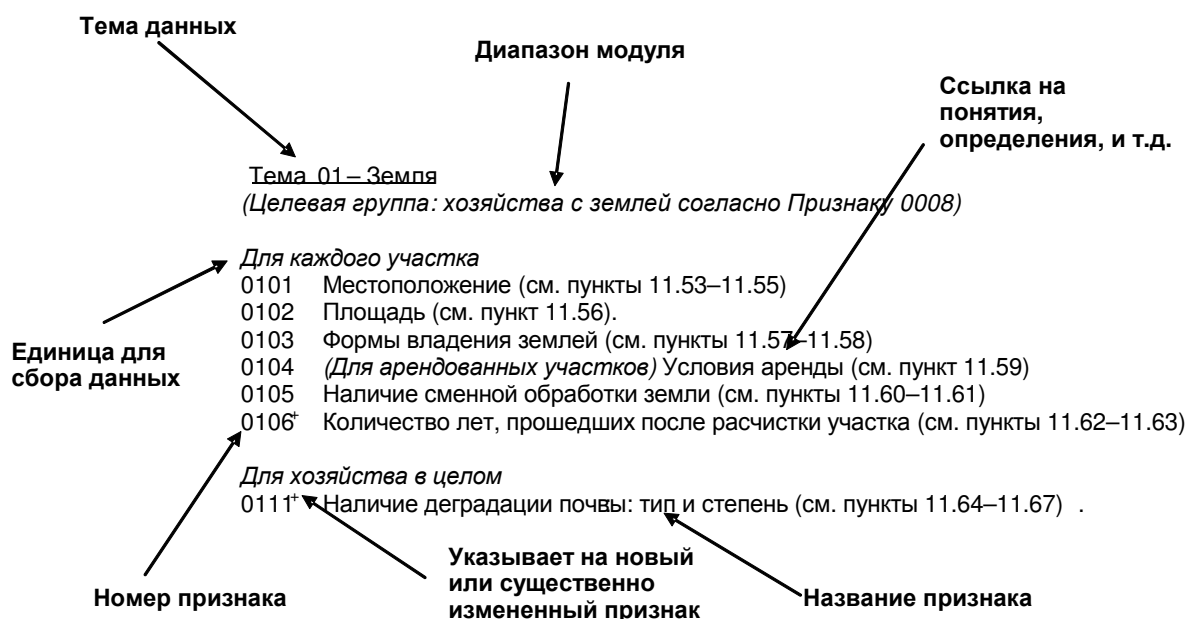 Тема данных
Диапазон модуля
Ссылка на
понятия,
определения, и т.д.
Тема 01 – Земля
(Целевая группа: хозяйства с землей согласно Признаку 0008)
Для каждого участка
0101 Местоположение (см. пункты 11.53–11.55)
0102 Площадь (см. пункт 11.56).
0103 Формы владения землей (см. пункты 11.57–11.58)
Единица для
сбора данных
0104 (Для арендованных участков) Условия аренды (см. пункт 11.59)
0105 Наличие сменной обработки земли (см. пункты 11.60–11.61)
0106+ Количество лет, прошедших после расчистки участка (см. пункты 11.62–11.63)
Для хозяйства в целом
0111+ Наличие деградации почвы: тип и степень (см. пункты 11.64–11.67) .
Номер признака
Указывает на новый
или существенно
измененный признак
Название признака